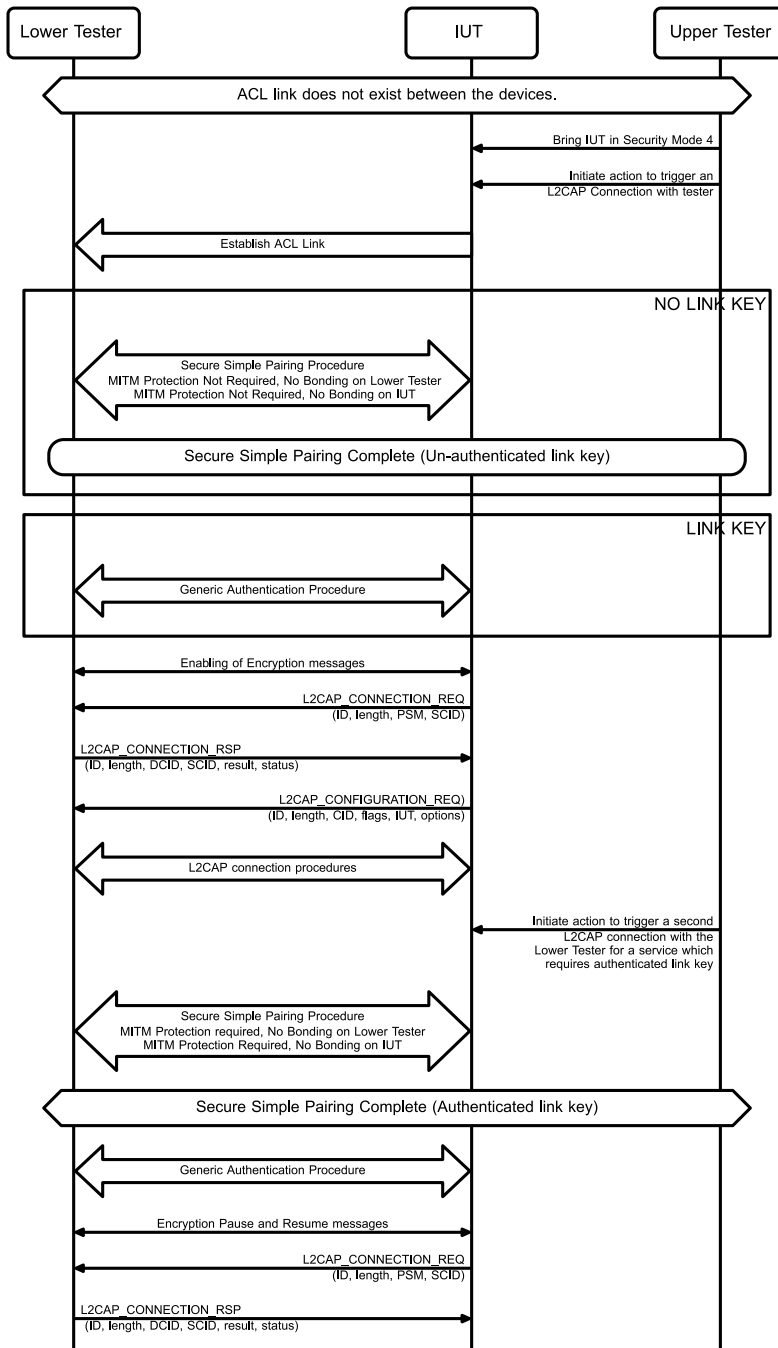 Lower Tester
IUT
Upper Tester
ACL link does not exist between the devices.
Bring IUT in Security Mode 4
Initiate action to trigger an
L2CAP Connection with tester
Establish ACL Link
NO LINK KEY
Secure Simple Pairing Procedure
MITM Protection Not Required, No Bonding on Lower Tester
MITM Protection Not Required, No Bonding on IUT
Secure Simple Pairing Complete (Un-authenticated link key)
LINK KEY
Generic Authentication Procedure
Enabling of Encryption messages
L2CAP_CONNECTION_REQ
(ID, length, PSM, SCID)
L2CAP_CONNECTION_RSP
(ID, length, DCID, SCID, result, status)
L2CAP_CONFIGURATION_REQ)
(ID, length, CID, flags, IUT, options)
L2CAP connection procedures
Initiate action to trigger a second
L2CAP connection with the
Lower Tester for a service which
requires authenticated link key
Secure Simple Pairing Procedure
MITM Protection required, No Bonding on Lower Tester
MITM Protection Required, No Bonding on IUT
Secure Simple Pairing Complete (Authenticated link key)
Generic Authentication Procedure
Encryption Pause and Resume messages
L2CAP_CONNECTION_REQ
(ID, length, PSM, SCID)
L2CAP_CONNECTION_RSP
(ID, length, DCID, SCID, result, status)